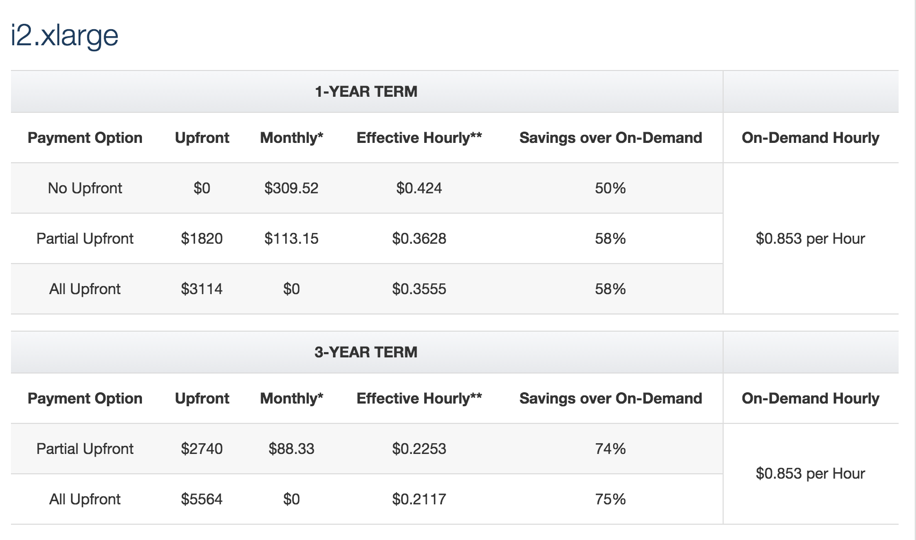 i2.xlarge
1-YEAR TERM
Payment Option Upfront Monthly* Effective Hourly** Savings over On-Demand On-Demand Hourly
No Upfront $0 $309.52 $0.424 50%
Partial Upfront $1820 $113.15 $0.3628 58% $0.853 per Hour
All Upfront $3114 $0 $0.3555 58%
3-YEAR TERM
Payment Option Upfront Monthly* Effective Hourly** Savings over On-Demand On-Demand Hourly
Partial Upfront $2740 $88.33 $0.2253 74%
$0.853 per Hour
All Upfront $5564 $0 $0.2117 75%